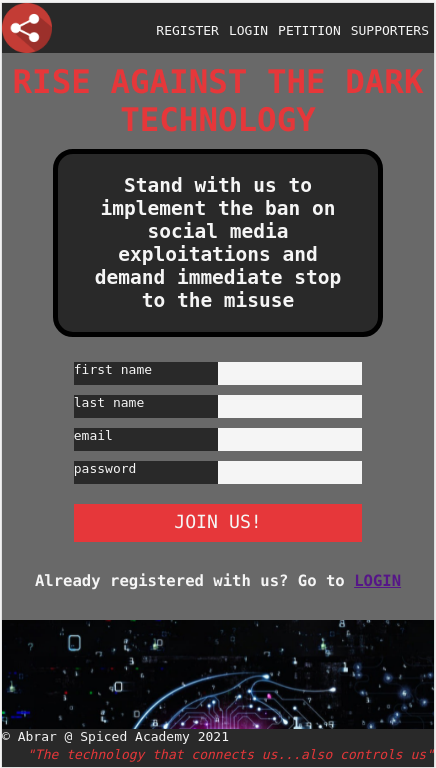 REGISTER LOGIN PETITION SUPPORTERS
RISE AGAINST THE DARK
TECHNOLOGY
Stand with us to
implement the ban on
social media
exploitations and
demand immediate stop
to the misuse
first name
last name
email
password
JOIN US!
Already registered with us? Go to LOGIN
© Abrar @ Spiced Academy 2021
"The technology that connects us...also controls us"